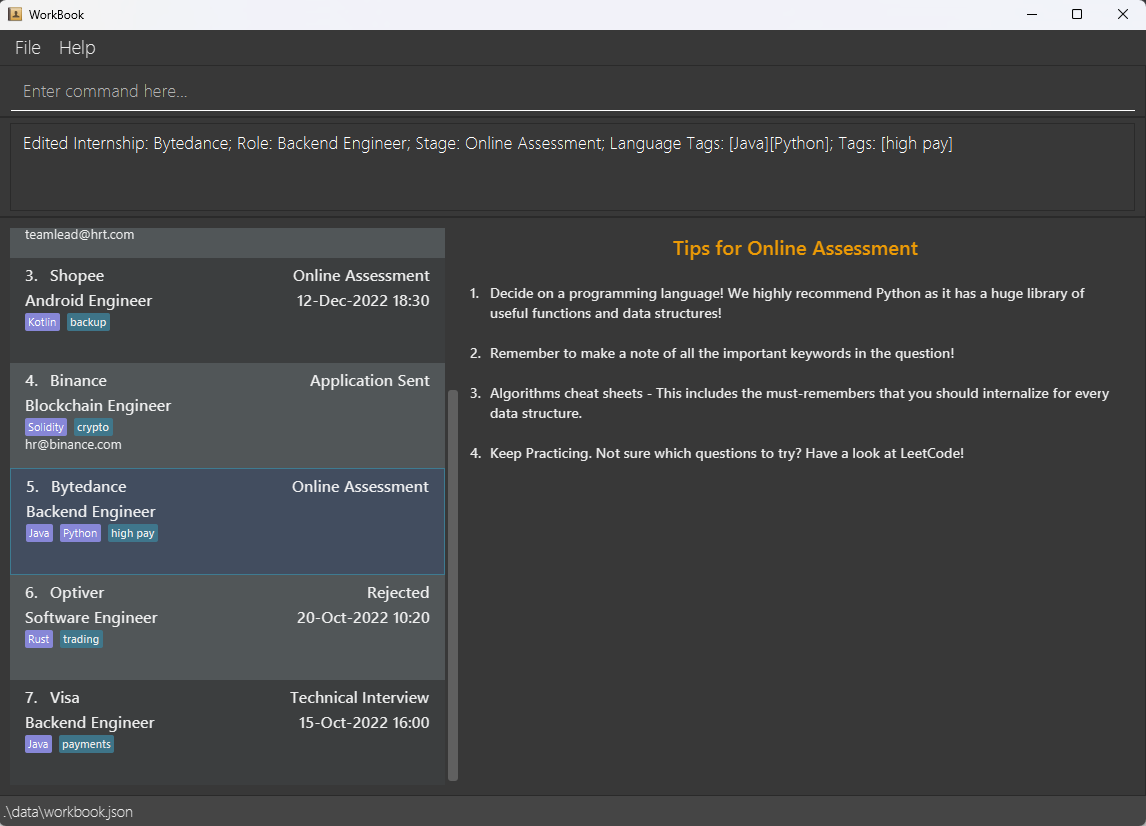 WorkBook
File Help
Enter command here...
Edited Internship: Bytedance; Role: Backend Engineer; Stage: Online Assessment; Language Tags: [Java][Python]; Tags: [high pay]
teamlead@hrt.com
3. Shopee Online Assessment
Android Engineer 12-Dec-2022 18:30
Kotlin backup
4. Binance Application Sent
Blockchain Engineer
Solidity crypto
hr@binance.com
5. Bytedance Online Assessment
Backend Engineer
Java Python high pay
6. Optiver Rejected
Software Engineer 20-Oct-2022 10:20
Rust trading
7. Visa Technical Interview
Backend Engineer 15-Oct-2022 16:00
Java payments
Tips for Online Assessment
1. Decide on a programming language! We highly recommend Python as it has a huge library of
useful functions and data structures!
2. Remember to make a note of all the important keywords in the question!
3. Algorithms cheat sheets - This includes the must-remembers that you should internalize for every
data structure.
4. Keep Practicing. Not sure which questions to try? Have a look at LeetCode!
.\data\workbook.json